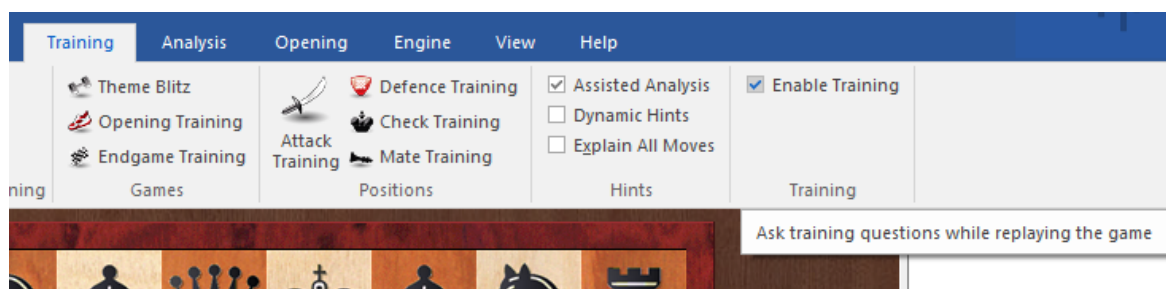 Training Analysis Opening Engine View Help
Theme Blitz
Opening Training
Endgame Training
Games
Attack
Training
Defence Training
Check Training
Mate Training
Positions
Assisted Analysis
Dynamic Hints
Explain All Moves
Hints
Enable Training
Training
ning
Ask training questions while replaying the game